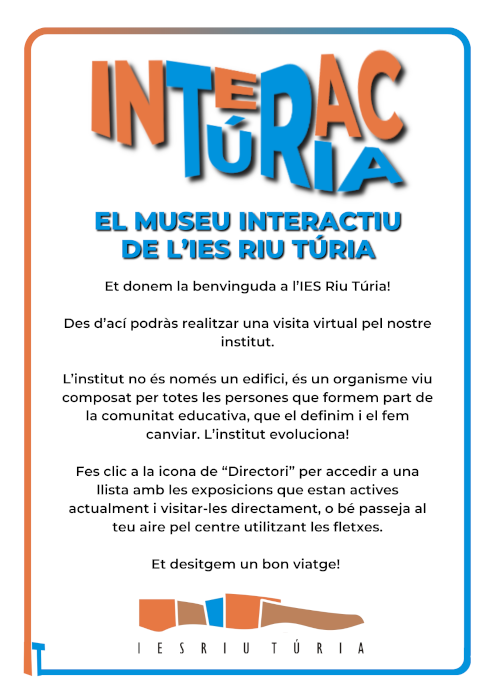 INTERAC
TÚRIA
EL MUSEU INTERACTIU
DE L'IES RIU TÚRIA
Et donem la benvinguda a l'IES Riu Túria!
Des d'ací podràs realitzar una visita virtual pel nostre
institut.
L'institut no és només un edifici, és un organisme viu
composat per totes les persones que formem part de
la comunitat educativa, que el definim i el fem
canviar. L'institut evoluciona!
Fes clic a la icona de “Directori” per accedir a una
llista amb les exposicions que estan actives
actualment i visitar-les directament, o bé passeja al
teu aire pel centre utilitzant les fletxes.
Et desitgem un bon viatge!
IES RIU TÚRIA